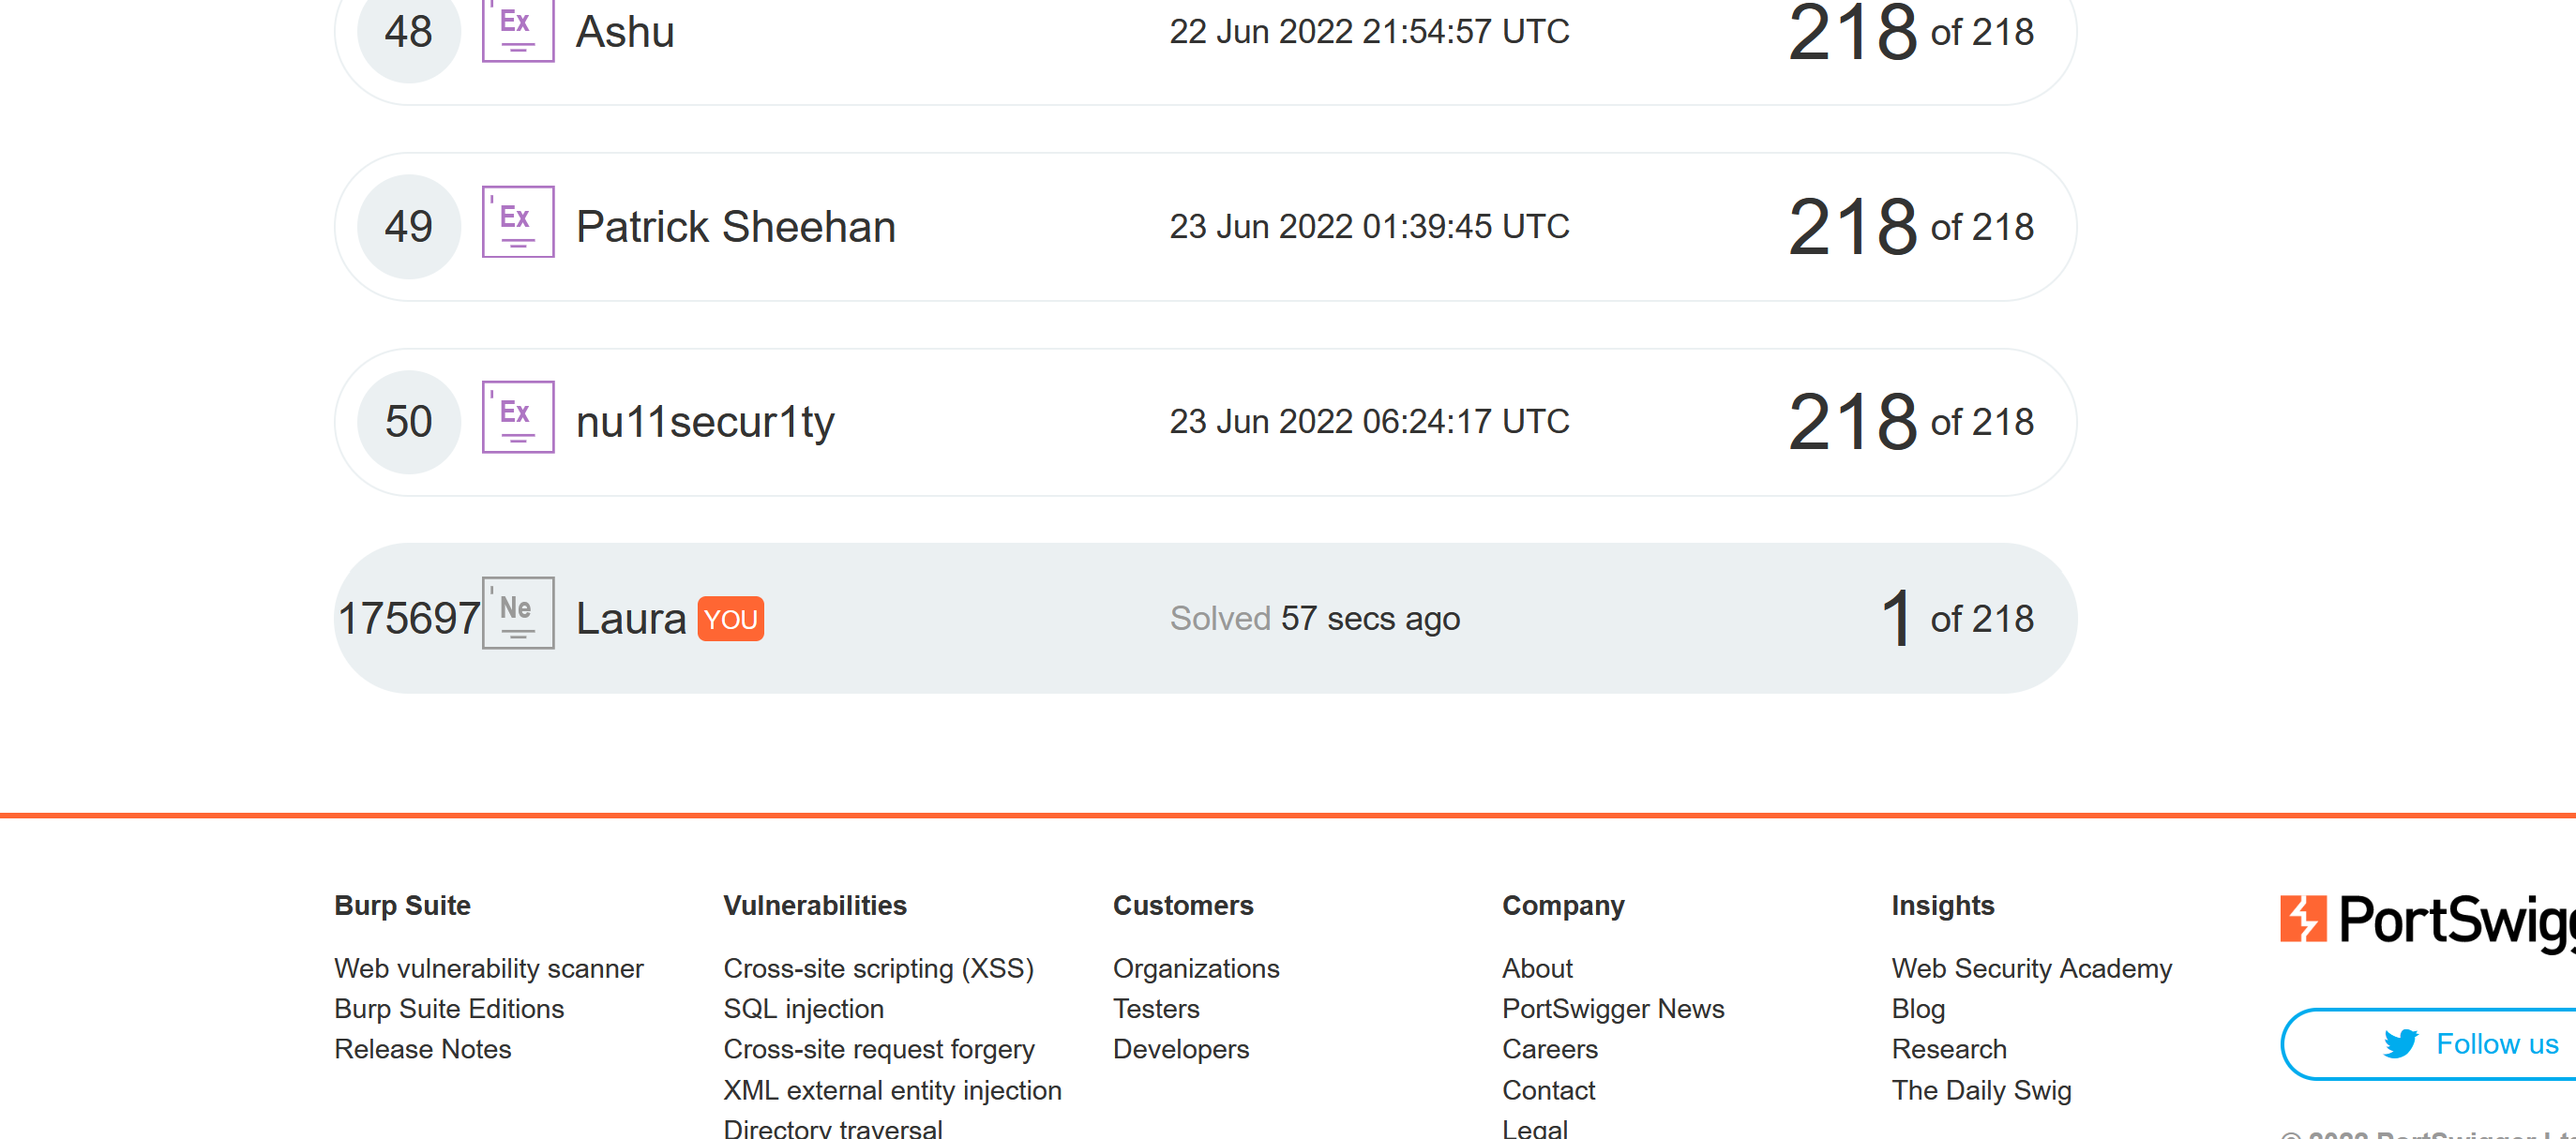 48 Ex Ashu 22 Jun 2022 21:54:57 UTC 218 of 218
49 Ex Patrick Sheehan 23 Jun 2022 01:39:45 UTC 218 of 218
50 Ex nu11secur1ty 23 Jun 2022 06:24:17 UTC 218 of 218
175697 Ne Laura YOU Solved 57 secs ago 1 of 218
Burp Suite
Web vulnerability scanner
Burp Suite Editions
Release Notes
Vulnerabilities
Cross-site scripting (XSS)
SQL injection
Cross-site request forgery
XML external entity injection
Directory traversal
Customers
Organizations
Testers
Developers
Company
About
PortSwigger News
Careers
Contact
Legal
Insights
Web Security Academy
Blog
Research
The Daily Swig
PortSwigg
Follow us
© 2022 PortSwigger Lt